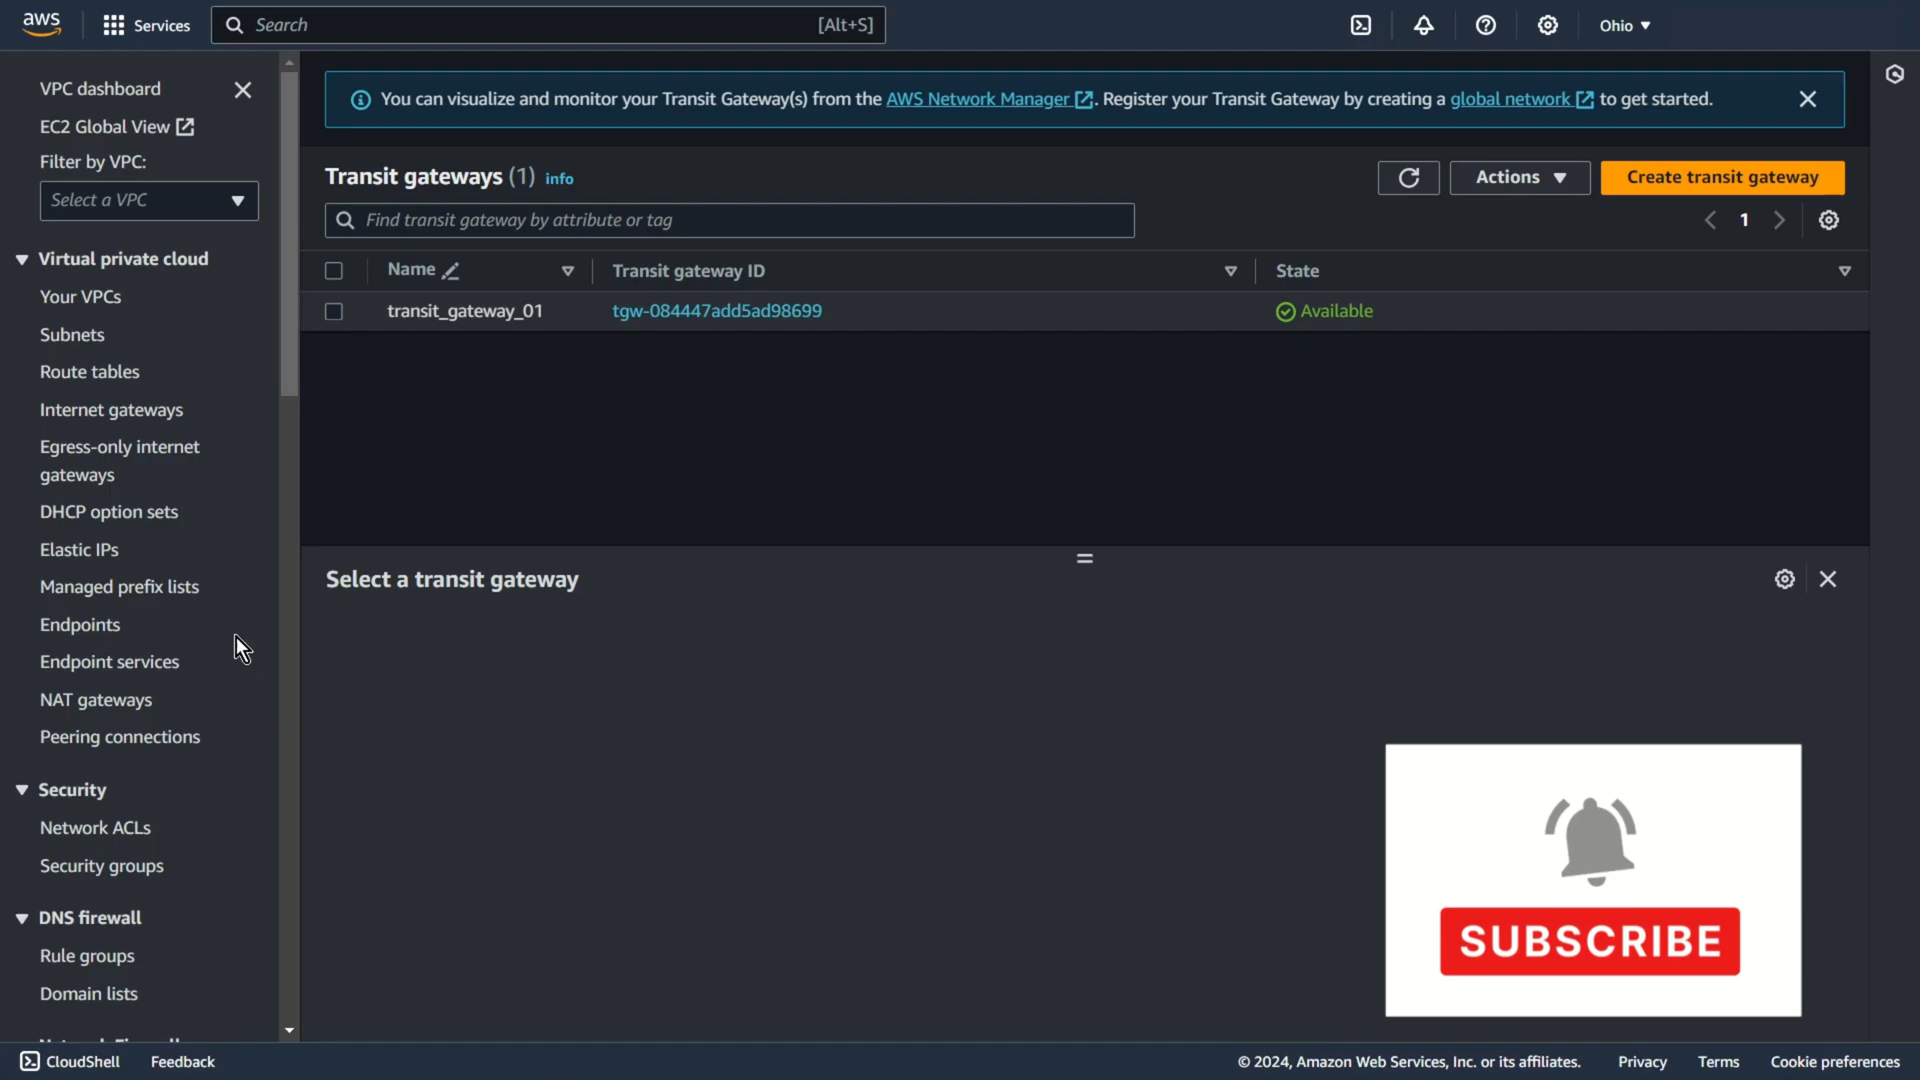 aws
Services
Search
[Alt+S]
Ohio
VPC dashboard
EC2 Global View
Filter by VPC:
Select a VPC
Virtual private cloud
Your VPCs
Subnets
Route tables
Internet gateways
Egress-only internet
gateways
DHCP option sets
Elastic IPs
Managed prefix lists
Endpoints
Endpoint services
NAT gateways
Peering connections
Security
Network ACLs
Security groups
DNS firewall
Rule groups
Domain lists
You can visualize and monitor your Transit Gateway(s) from the AWS Network Manager. Register your Transit Gateway by creating a global network to get started.
Transit gateways (1) info
Actions
Create transit gateway
Find transit gateway by attribute or tag
1
Name
Transit gateway ID
State
transit_gateway_01
tgw-084447add5ad98699
Available
Select a transit gateway
SUBSCRIBE
CloudShell
Feedback
© 2024, Amazon Web Services, Inc. or its affiliates.
Privacy
Terms
Cookie preferences